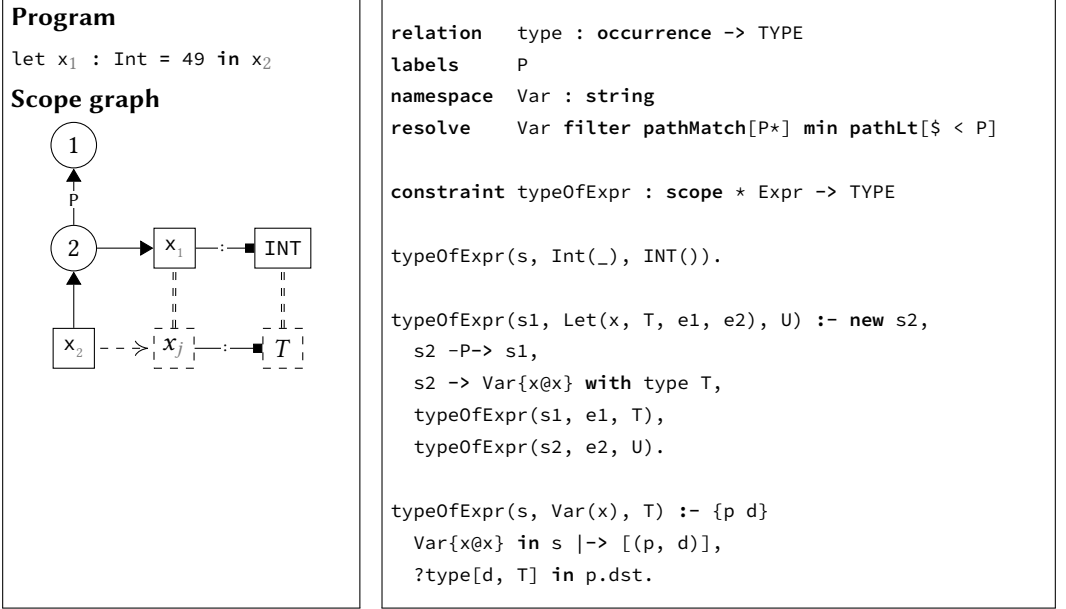 Program
let x₁ : Int = 49 in x₂
Scope graph
1
P
2
x₁
:
INT
x₂
xⱼ
:
T
relation type : occurrence -> TYPE
labels P
namespace Var : string
resolve Var filter pathMatch[P*] min pathLt[$ < P]
constraint typeOfExpr : scope * Expr -> TYPE
typeOfExpr(s, Int(_), INT()).
typeOfExpr(s1, Let(x, T, e1, e2), U) :- new s2,
s2 -P-> s1,
s2 -> Var{x@x} with type T,
typeOfExpr(s1, e1, T),
typeOfExpr(s2, e2, U).
typeOfExpr(s, Var(x), T) :- {p d}
Var{x@x} in s |-> [(p, d)],
?type[d, T] in p.dst.